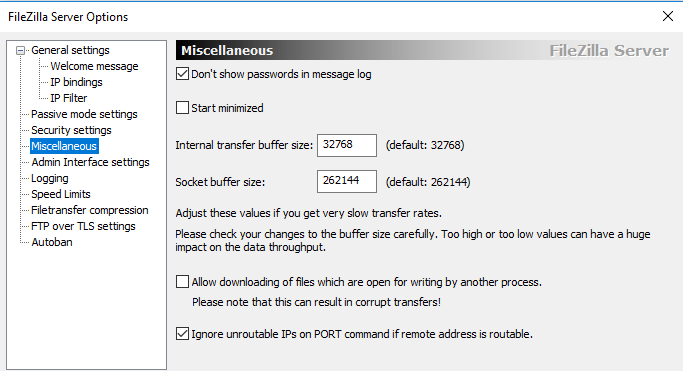 FileZilla Server Options
General settings
Welcome message
IP bindings
IP Filter
Passive mode settings
Security settings
Miscellaneous
Admin Interface settings
Logging
Speed Limits
Filetransfer compression
FTP over TLS settings
Autoban
Miscellaneous
FileZilla Server
Don't show passwords in message log
Start minimized
Internal transfer buffer size: 32768 (default: 32768)
Socket buffer size: 262144 (default: 262144)
Adjust these values if you get very slow transfer rates.
Please check your changes to the buffer size carefully. Too high or too low values can have a huge
impact on the data throughput.
Allow downloading of files which are open for writing by another process.
Please note that this can result in corrupt transfers!
Ignore unroutable IPs on PORT command if remote address is routable.